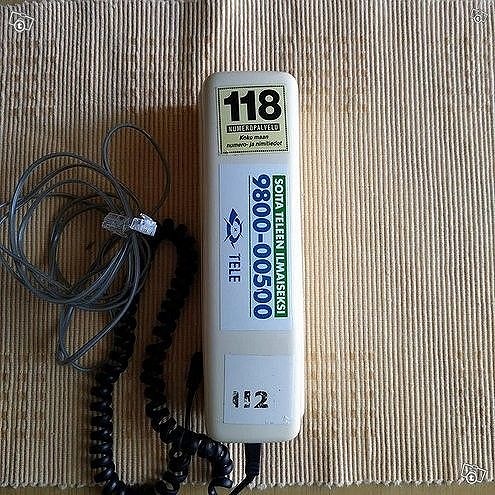 118
NUMEROPALVELU
Koko maan
numero- ja nimitiedot
SOITA TELEEN ILMAISEKSI
9800-00500
TELE
112